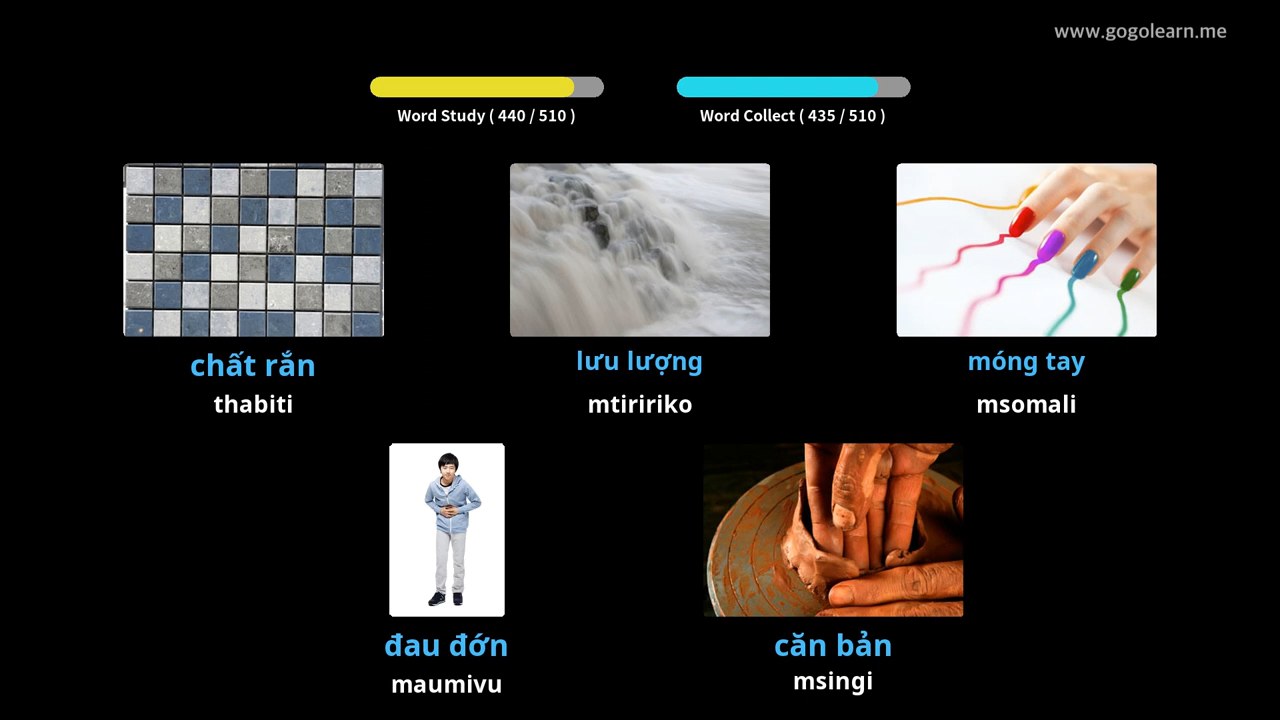 www.gogolearn.me
Word Study ( 440 / 510 )
Word Collect ( 435 / 510 )
chất rắn
thabiti
lưu lượng
mtiririko
móng tay
msomali
đau đớn
maumivu
căn bản
msingi